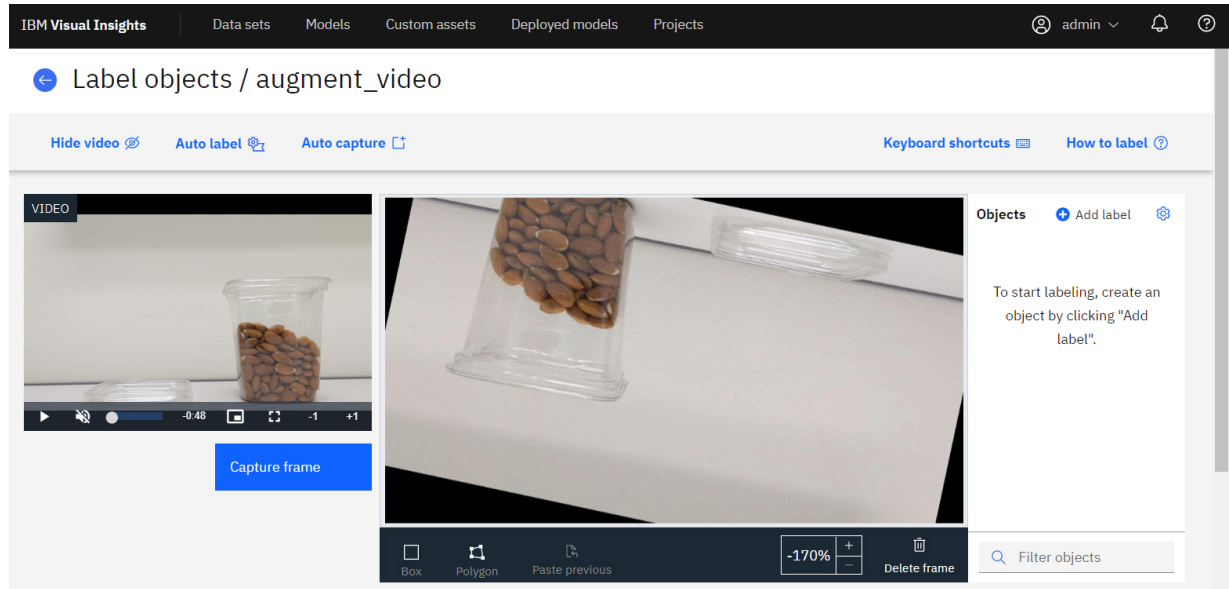 IBM Visual Insights Data sets Models Custom assets Deployed models Projects admin
Label objects / augment_video
Hide video Auto label Auto capture Keyboard shortcuts How to label
VIDEO
-0:48 -1 +1
Capture frame
Box Polygon Paste previous -170% + − Delete frame
Objects Add label
To start labeling, create an
object by clicking "Add
label".
Filter objects